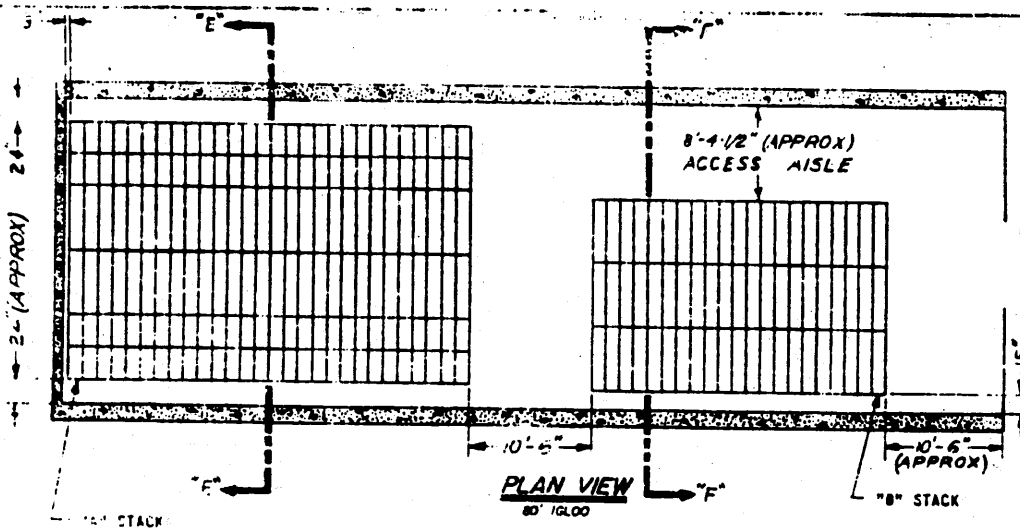 "E"
"F"
8'-4-1/2" (APPROX)
ACCESS AISLE
24"
24" (APPROX)
10'-6"
10'-6"
(APPROX)
"E"
PLAN VIEW
80' IGLOO
"F"
"B" STACK
"A" STACK